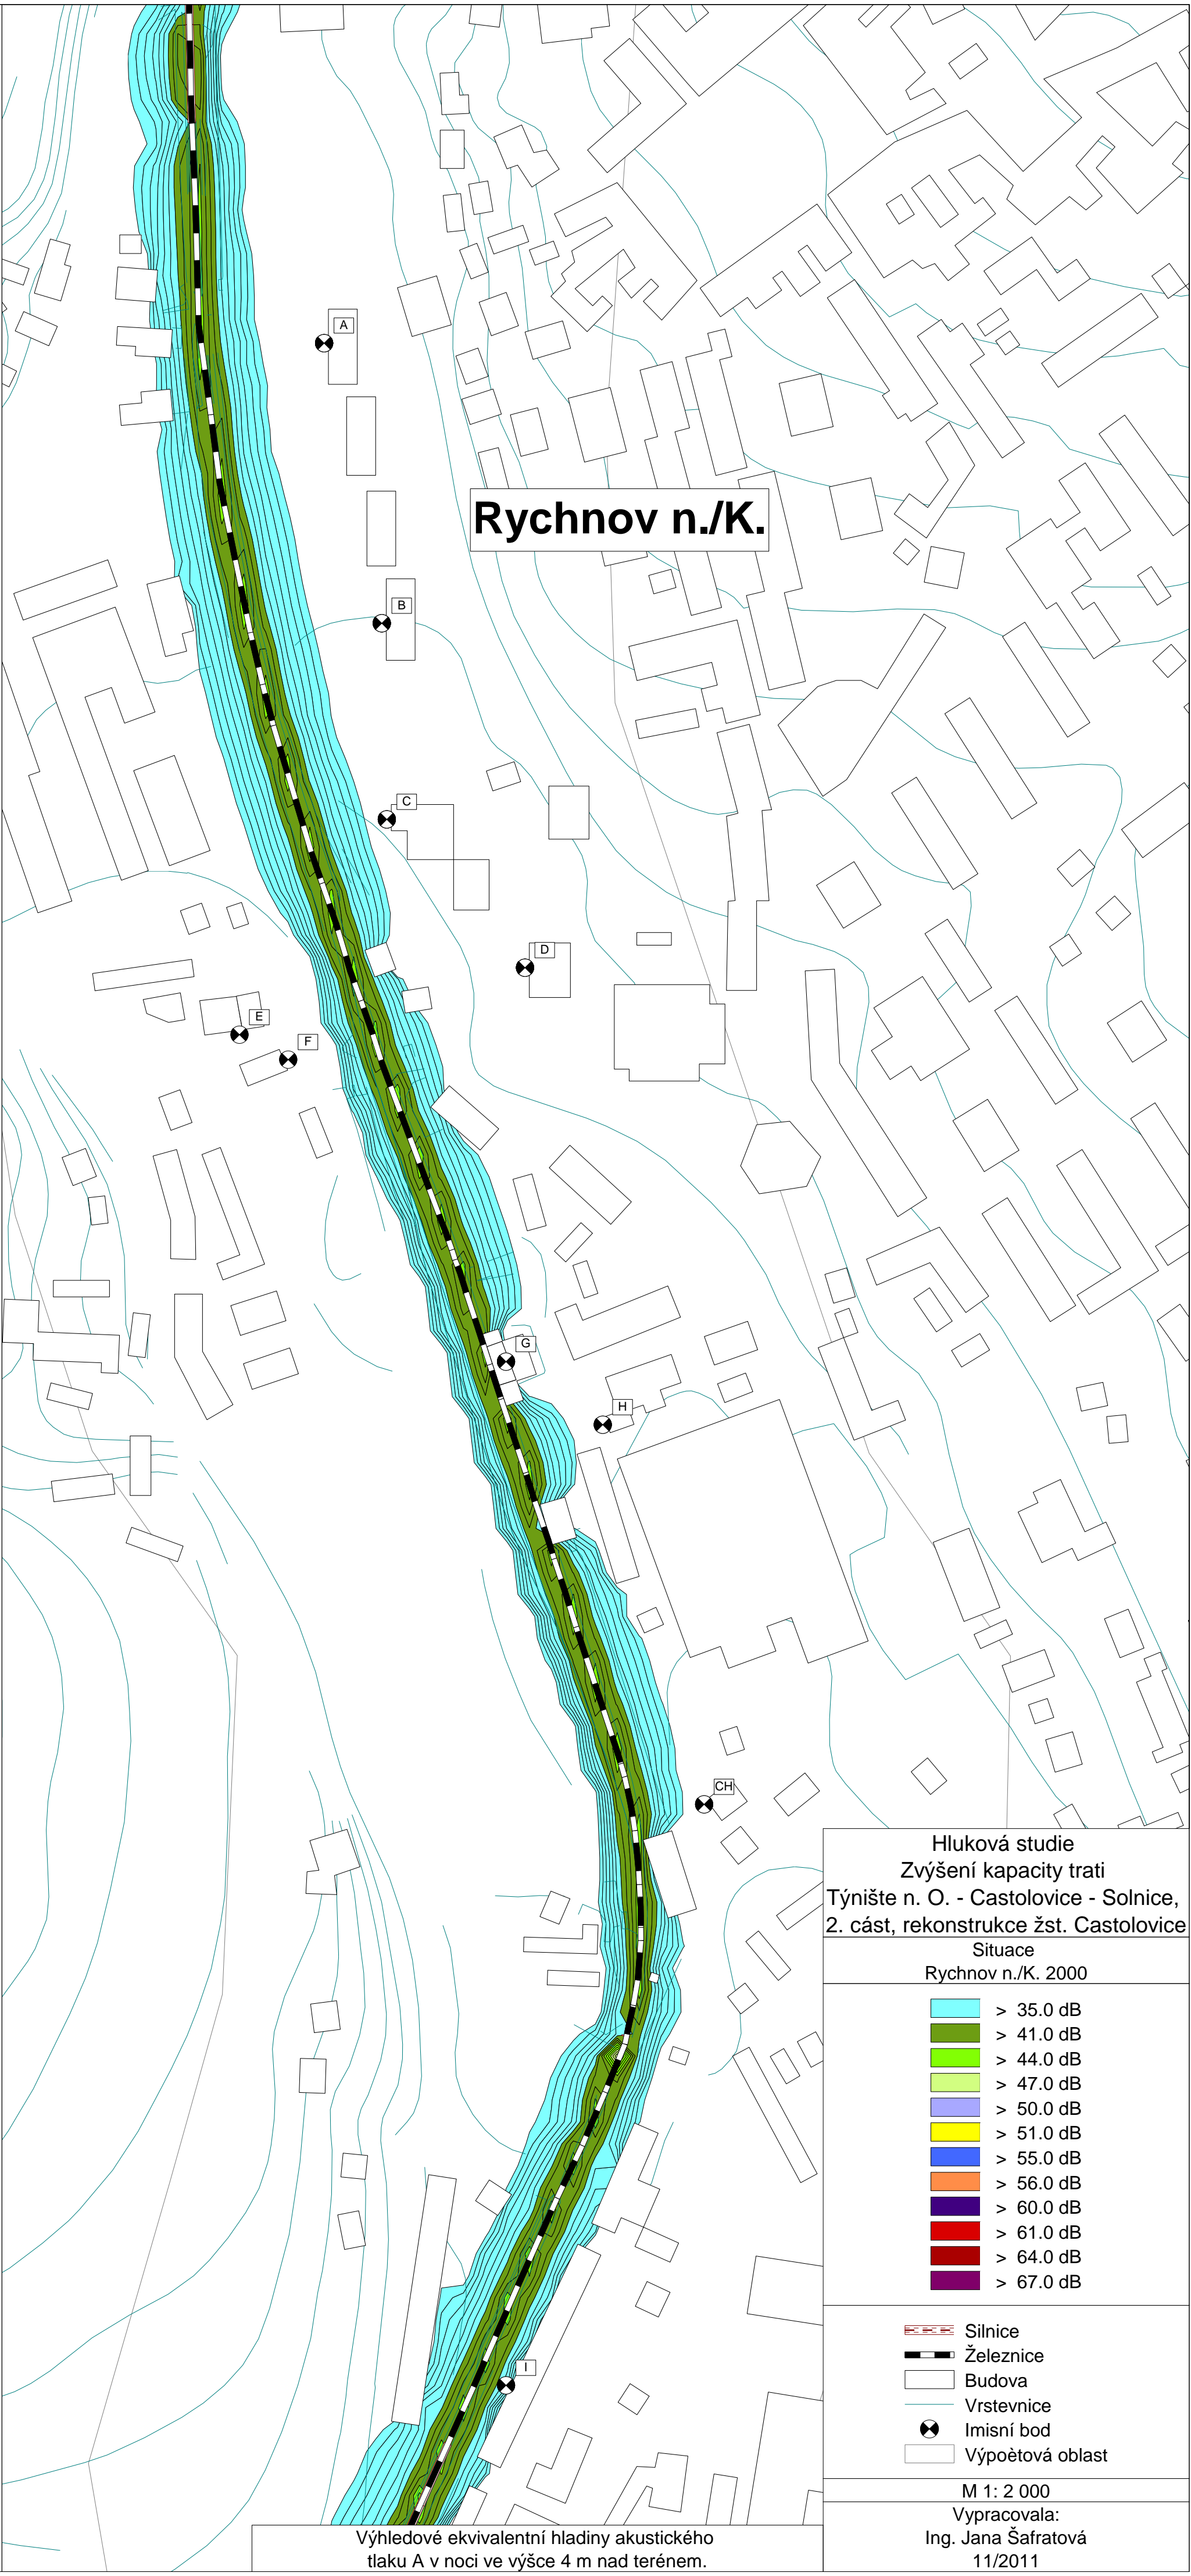 A
Rychnov n./K.
B
C
D
E
F
G
H
CH
Hluková studie
Zvýšení kapacity trati
Týnište n. O. - Castolovice - Solnice,
2. cást, rekonstrukce žst. Castolovice
Situace
Rychnov n./K. 2000
> 35.0 dB
> 41.0 dB
> 44.0 dB
> 47.0 dB
> 50.0 dB
> 51.0 dB
> 55.0 dB
> 56.0 dB
> 60.0 dB
> 61.0 dB
> 64.0 dB
> 67.0 dB
Silnice
Železnice
Budova
Vrstevnice
Imisní bod
Výpoètová oblast
I
M 1: 2 000
Vypracovala:
Ing. Jana Šafratová
11/2011
Výhledové ekvivalentní hladiny akustického
tlaku A v noci ve výšce 4 m nad terénem.